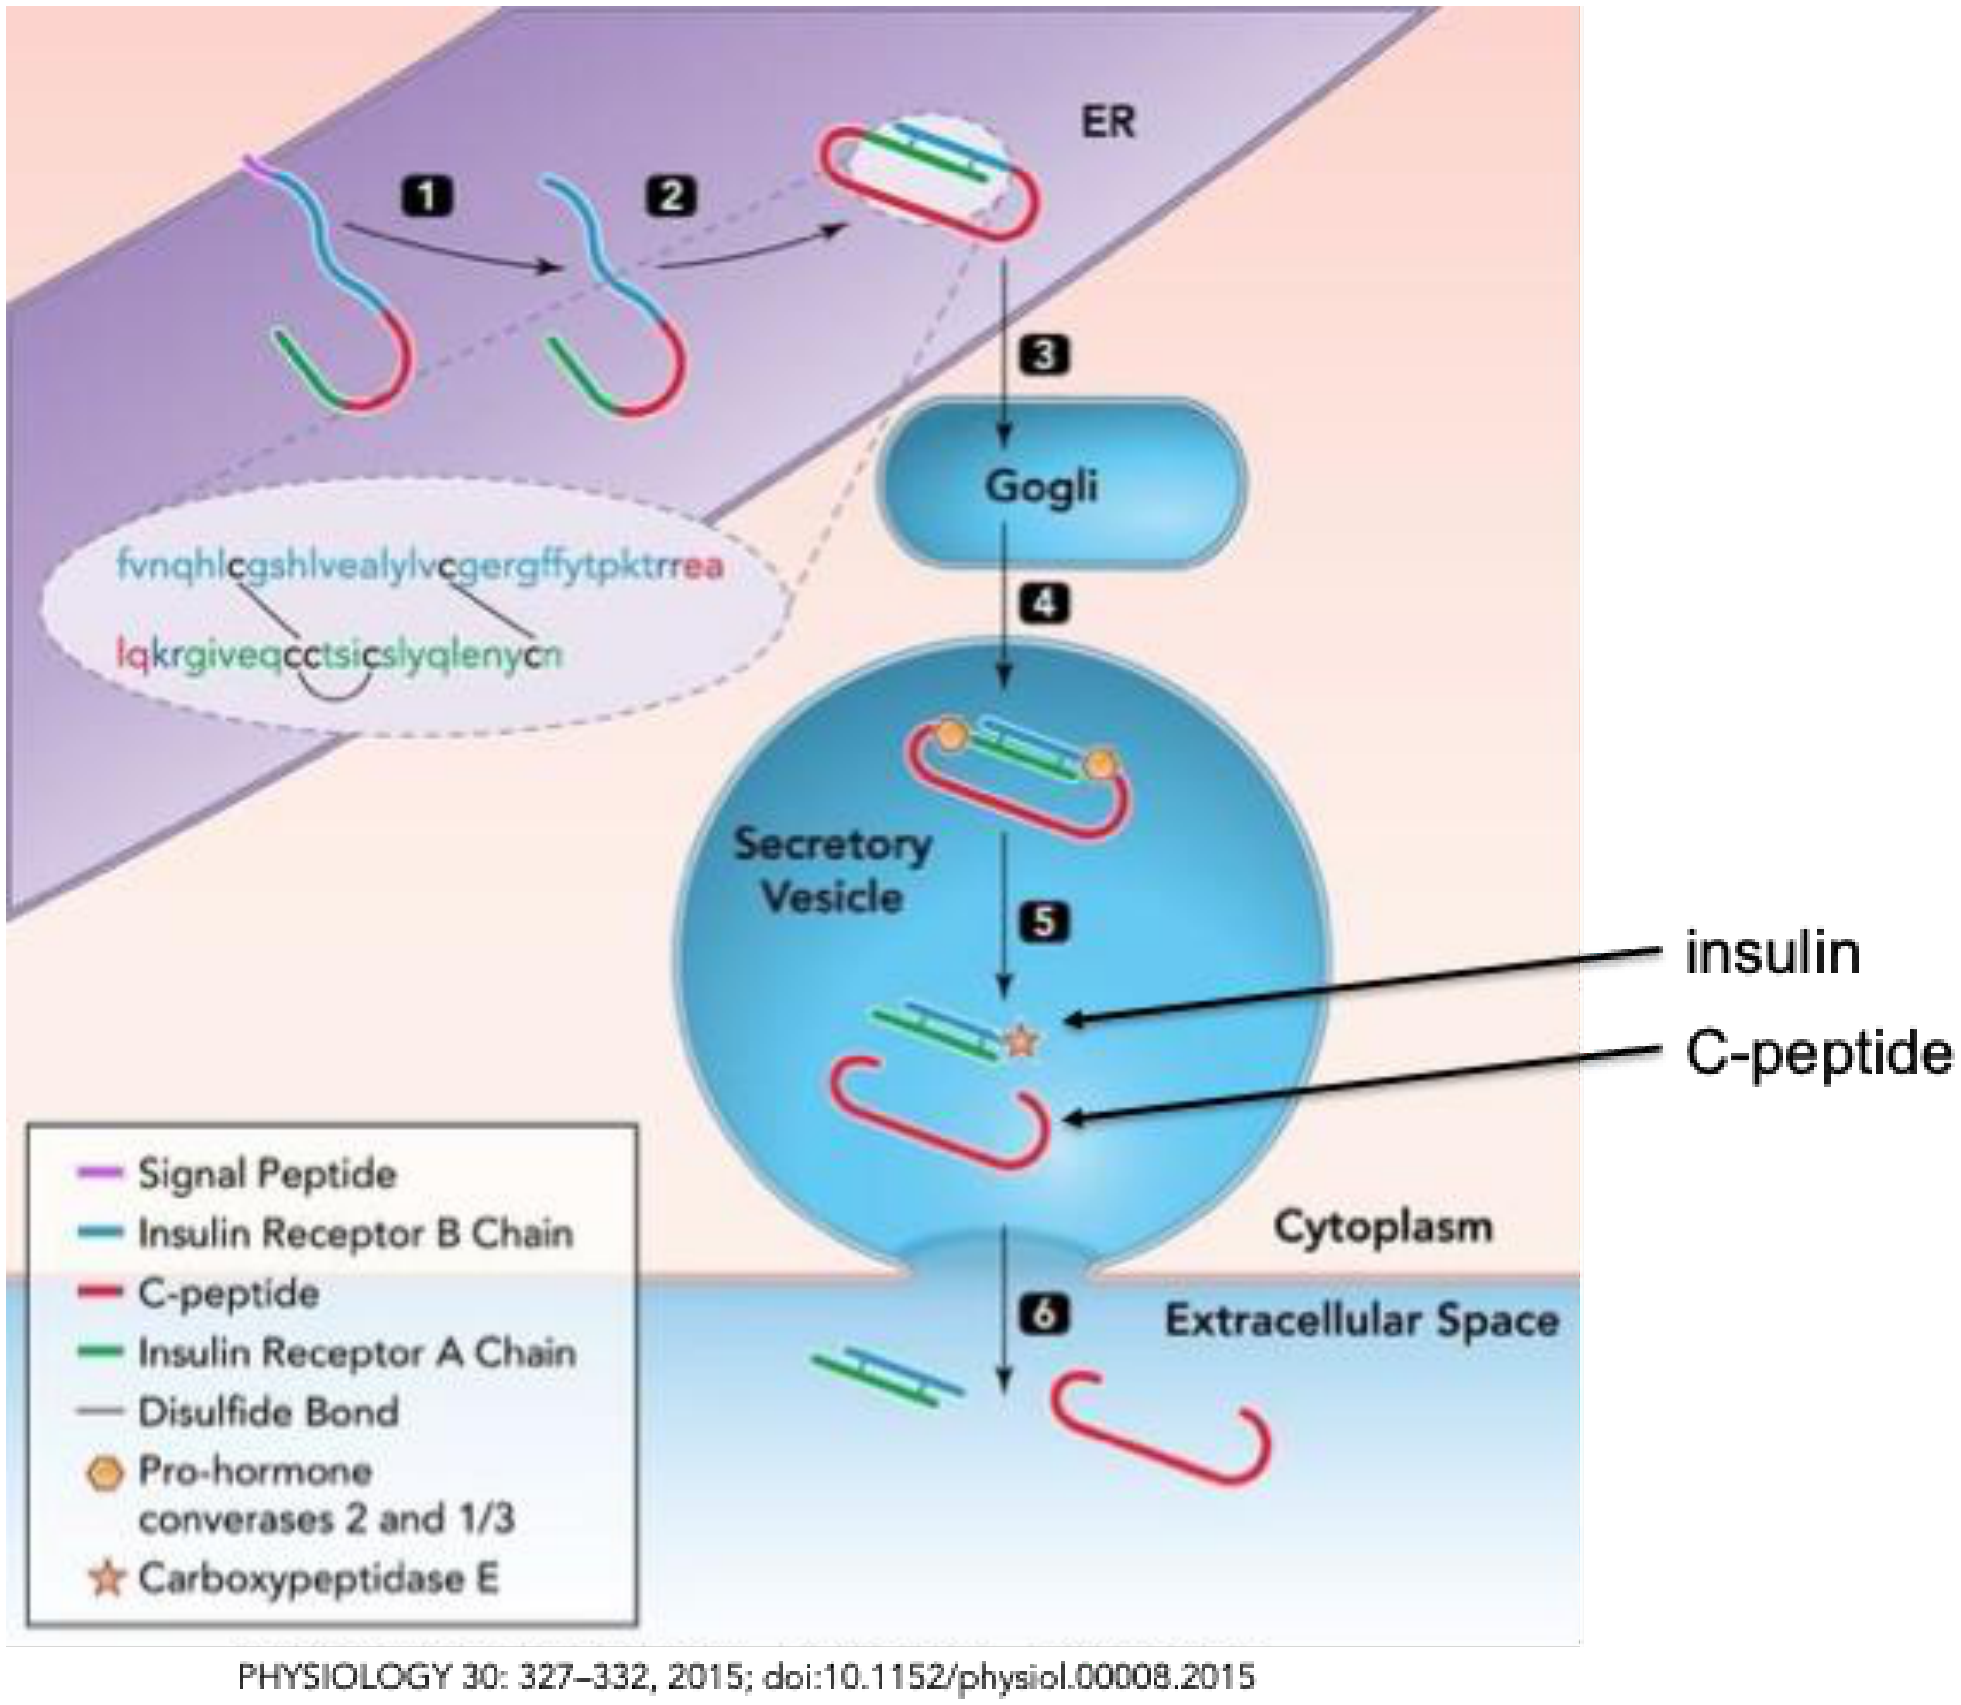 ER
1
2
3
Gogli
fvnqhlcgshlvealylvcgergffytpktrrea
lqkrgiveqcctsicslyqlenycn
4
Secretory
Vesicle
5
insulin
C-peptide
Signal Peptide
Insulin Receptor B Chain
C-peptide
Insulin Receptor A Chain
Disulfide Bond
Pro-hormone
converases 2 and 1/3
Carboxypeptidase E
Cytoplasm
6
Extracellular Space
PHYSIOLOGY 30: 327–332, 2015; doi:10.1152/physiol.00008.2015